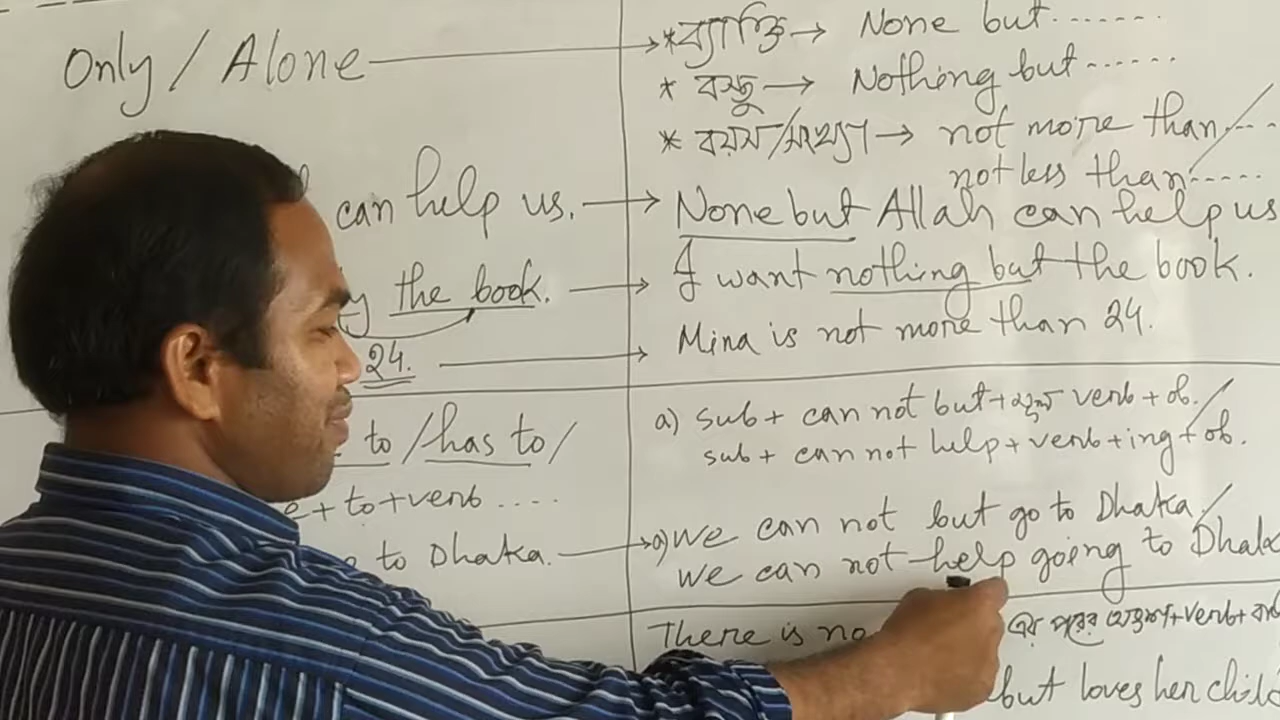 Only / Alone → * ব্যাক্তি → None but.......
* বস্তু → Nothing but......
* বয়স/সংখ্যা → not more than/...
not less than.....
can help us. → None but Allah can help us
the book. → I want nothing but the book.
24. → Mina is not more than 24.
to / has to / a) sub + can not but + মূল verb + ob. /
sub + can not help + verb + ing + ob.
e + to + verb ....
to Dhaka. → a) We can not but go to Dhaka /
We can not help going to Dhak
There is no এর পরের + verb +
but loves her child